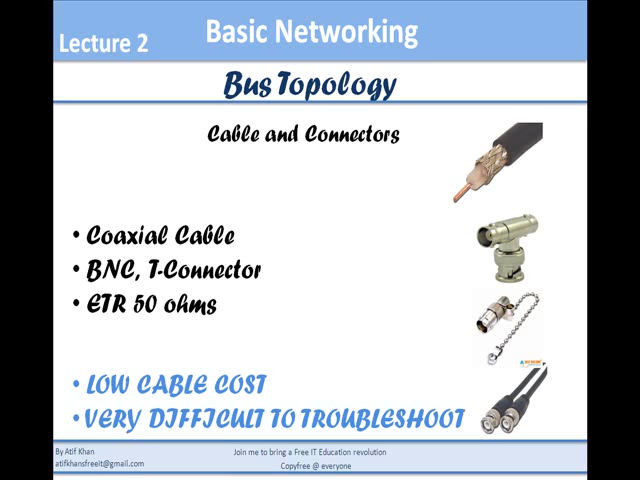 Lecture 2
Basic Networking
Bus Topology
Cable and Connectors
• Coaxial Cable
• BNC, T-Connector
• ETR 50 ohms
• LOW CABLE COST
• VERY DIFFICULT TO TROUBLESHOOT
By Atif Khan
atifkhansfreeit@gmail.com
Join me to bring a Free IT Education revolution
Copyfree @ everyone